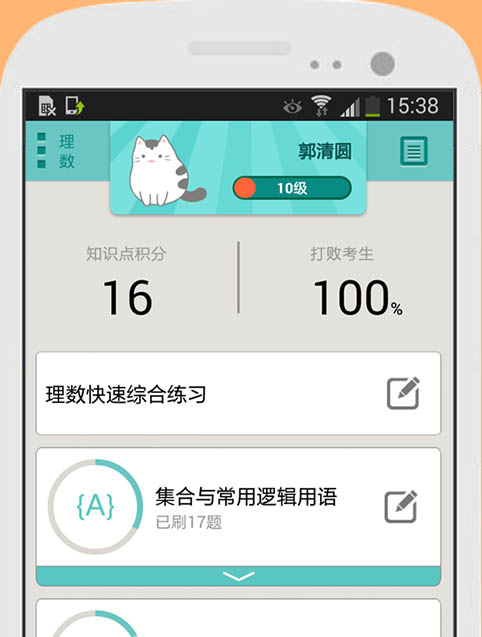 15:38
理
数
郭清圆
10级
知识点积分
打败考生
16
100%
理数快速综合练习
{A}
集合与常用逻辑用语
已刷17题